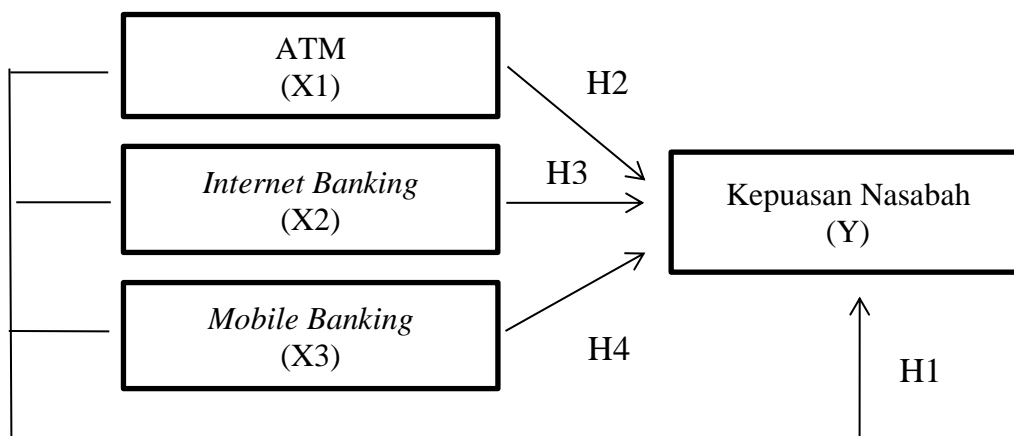 ATM
(X1)
H2
Internet Banking
(X2)
H3
Kepuasan Nasabah
(Y)
Mobile Banking
(X3)
H4
H1